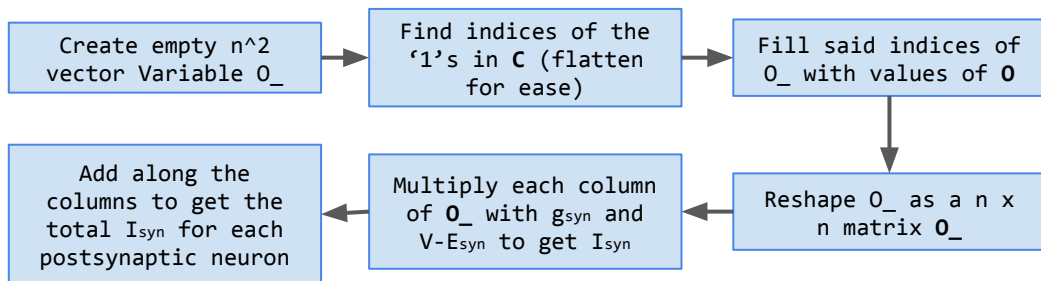 Create empty n^2
vector Variable O_
Find indices of the
‘1’s in C (flatten
for ease)
Fill said indices of
O_ with values of O
Reshape O_ as a n x
n matrix O_
Multiply each column
of O_ with gsyn and
V-Esyn to get Isyn
Add along the
columns to get the
total Isyn for each
postsynaptic neuron